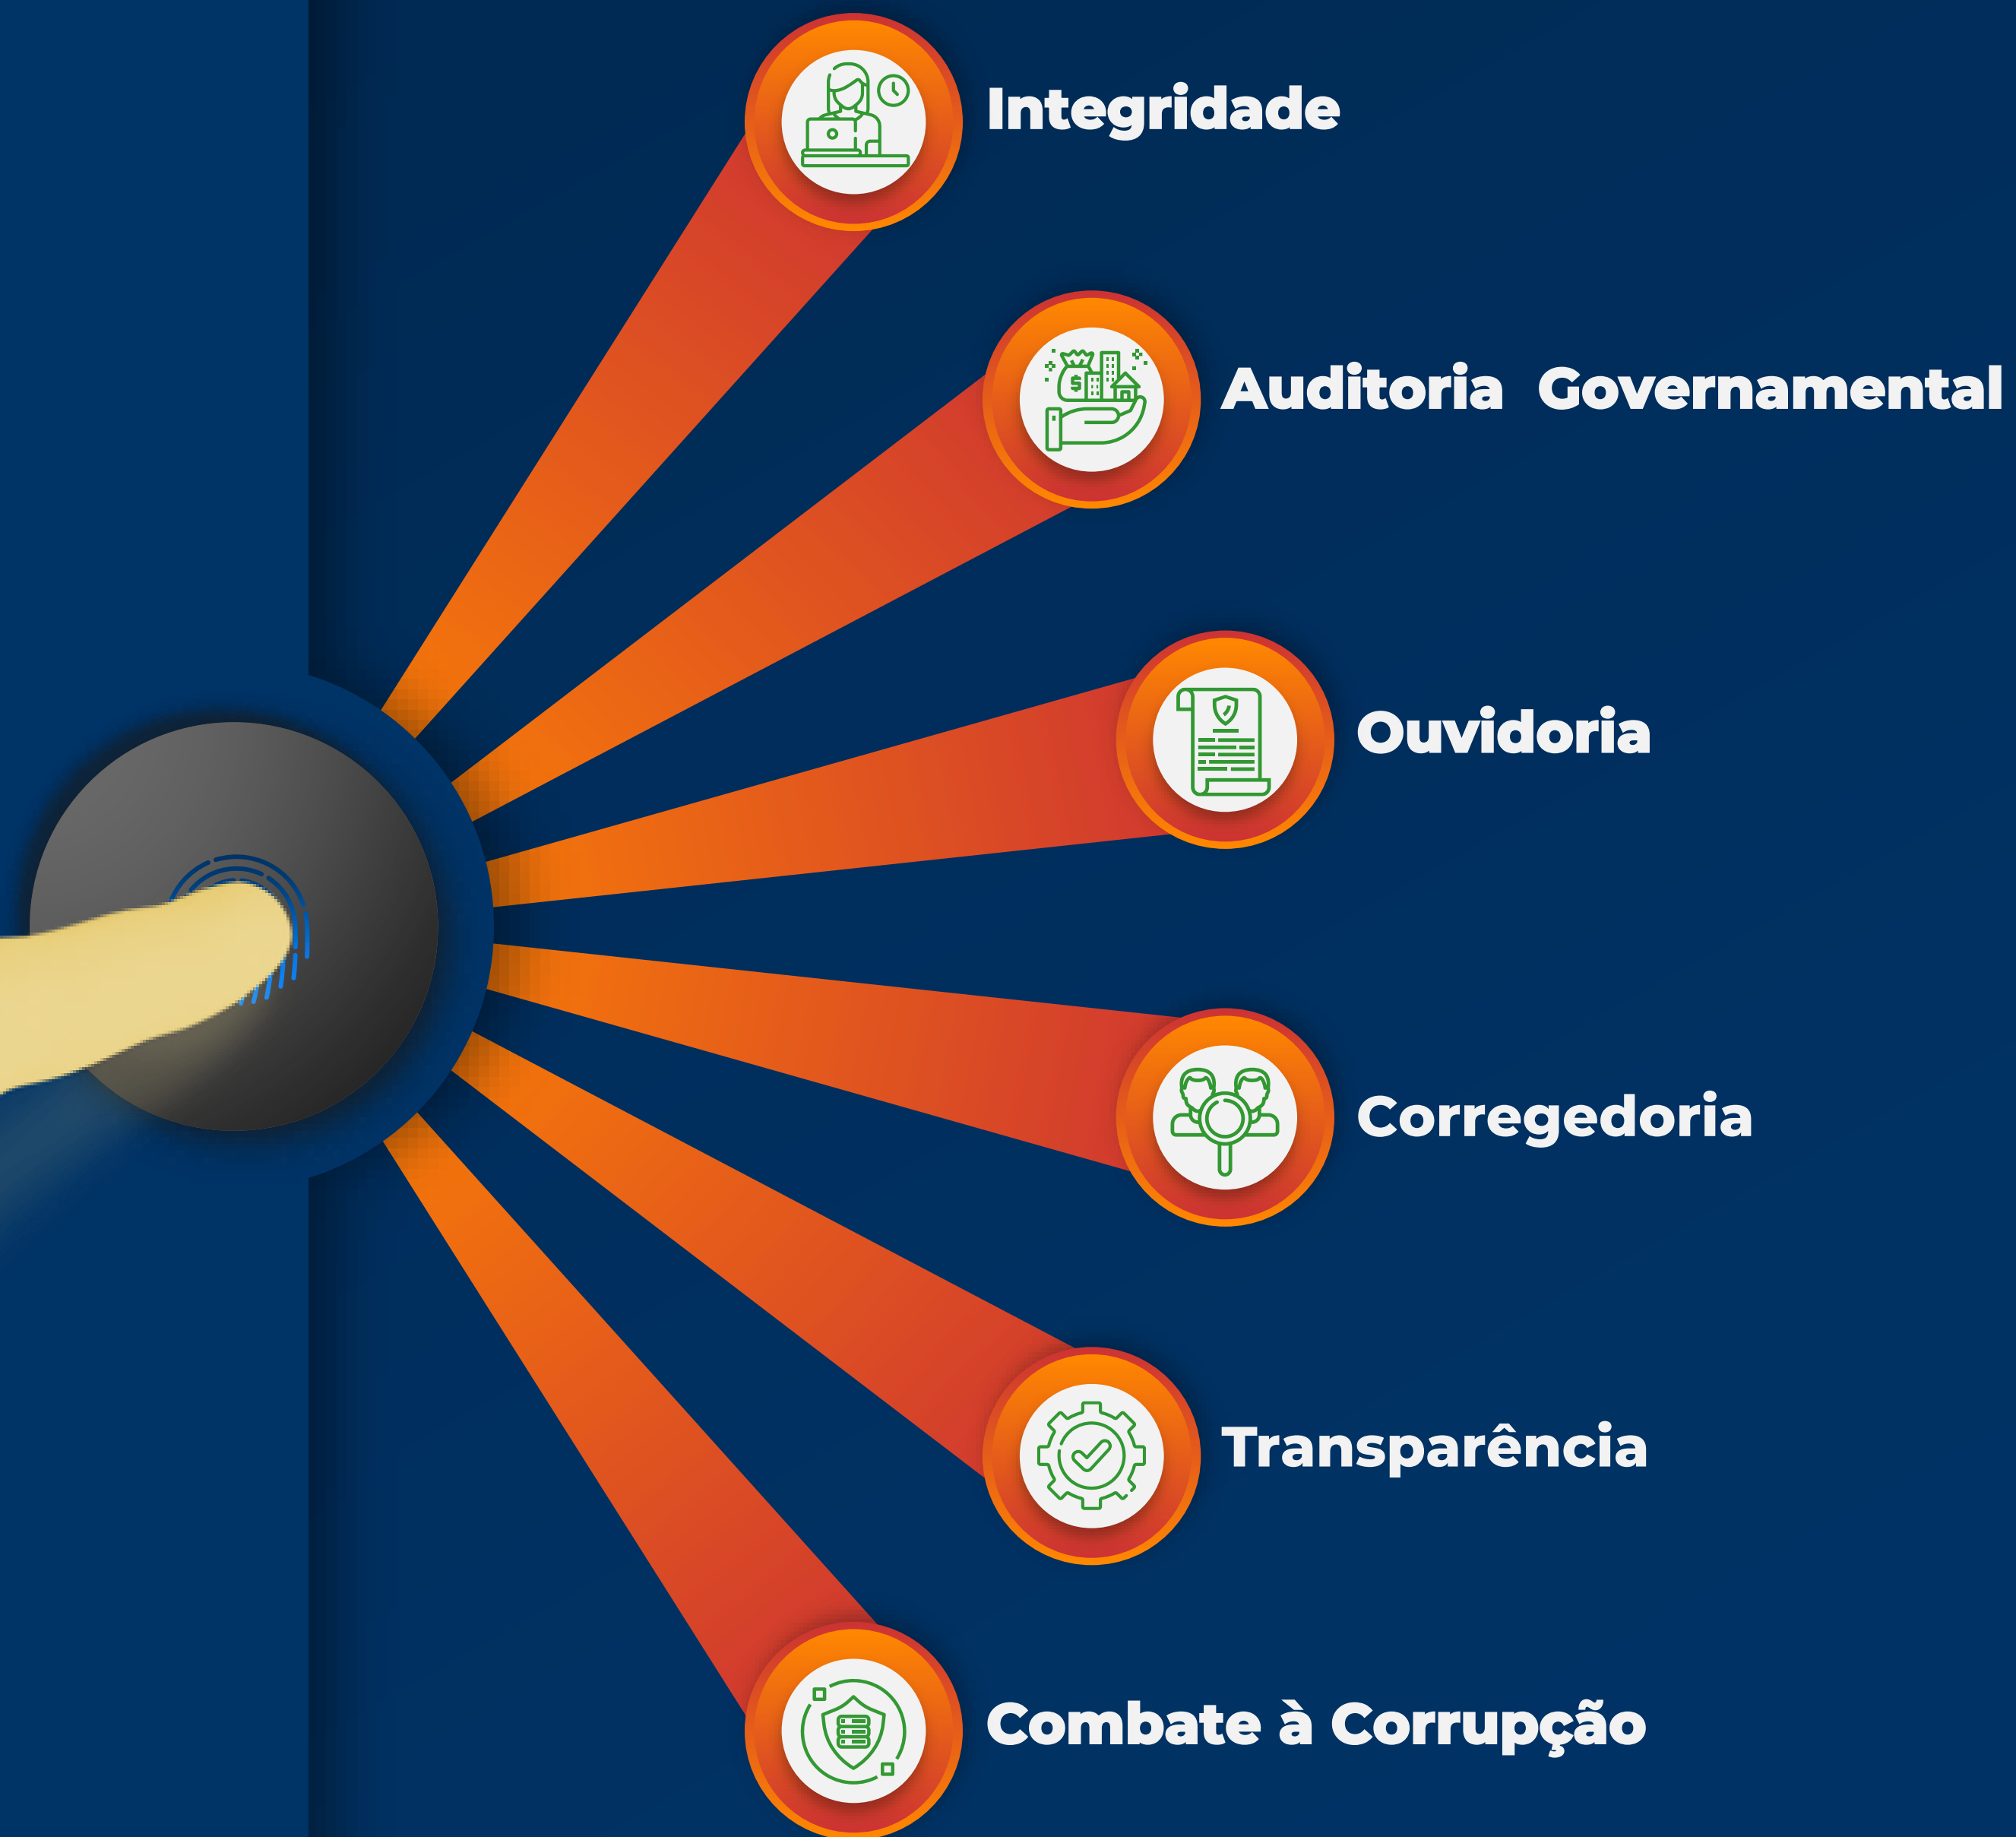 Integridade
Auditoria Governamental
Ouvidoria
Corregedoria
Transparência
Combate à Corrupção